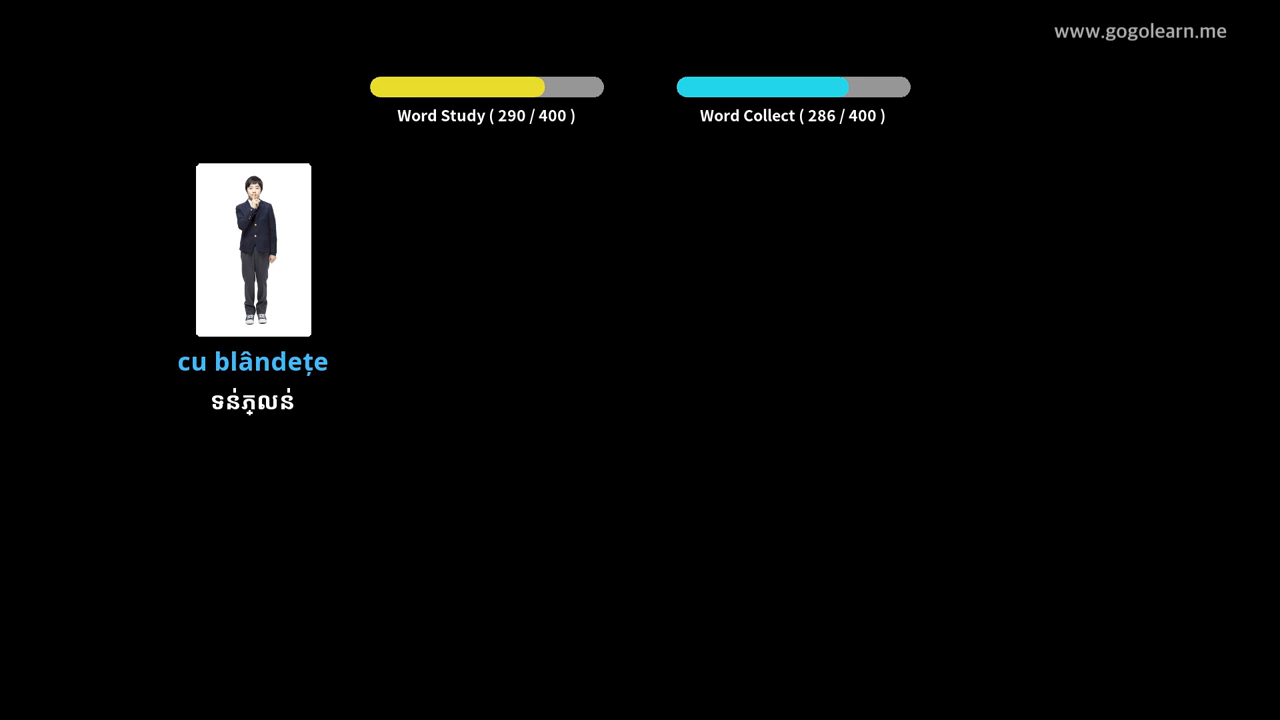 www.gogolearn.me
Word Study ( 290 / 400 )
Word Collect ( 286 / 400 )
cu blândețe
ទន់ភ្លន់